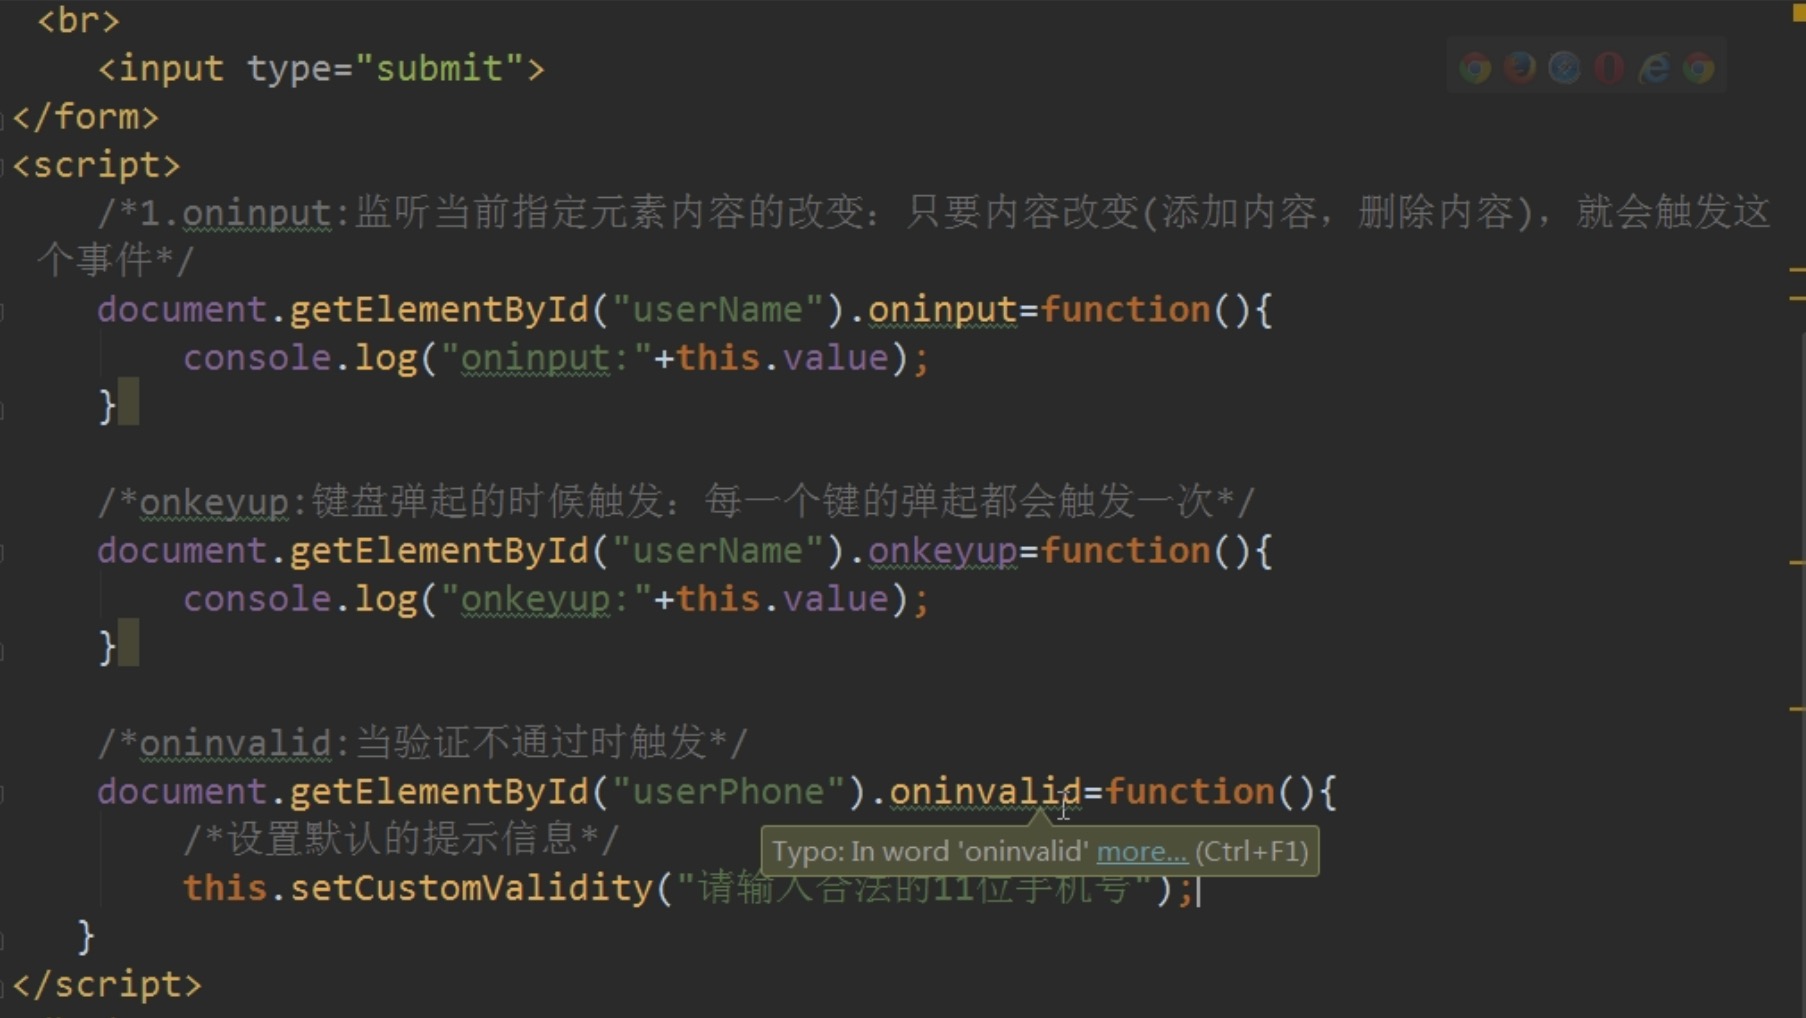 <br>
<input type="submit">
</form>
<script>
/*1.oninput:监听当前指定元素内容的改变：只要内容改变(添加内容，删除内容)，就会触发这
个事件*/
document.getElementById("userName").oninput=function(){
console.log("oninput:"+this.value);
}
/*onkeyup:键盘弹起的时候触发：每一个键的弹起都会触发一次*/
document.getElementById("userName").onkeyup=function(){
console.log("onkeyup:"+this.value);
}
/*oninvalid:当验证不通过时触发*/
document.getElementById("userPhone").oninvalid=function(){
/*设置默认的提示信息*/
Typo: In word 'oninvalid' more... (Ctrl+F1)
this.setCustomValidity("请输入合法的11位手机号");
}
</script>